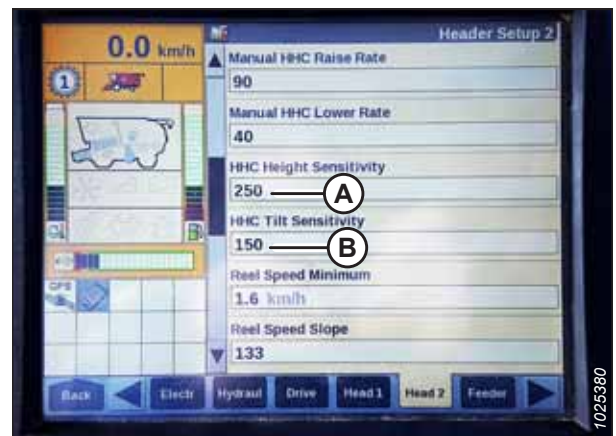 0.0 km/h
Header Setup 2
1
Manual HHC Raise Rate
90
Manual HHC Lower Rate
40
HHC Height Sensitivity
250
A
HHC Tilt Sensitivity
150
B
Reel Speed Minimum
1.6 km/h
Reel Speed Slope
133
GPS
Back
Electr
Hydraul
Drive
Head 1
Head 2
Feeder
1025380